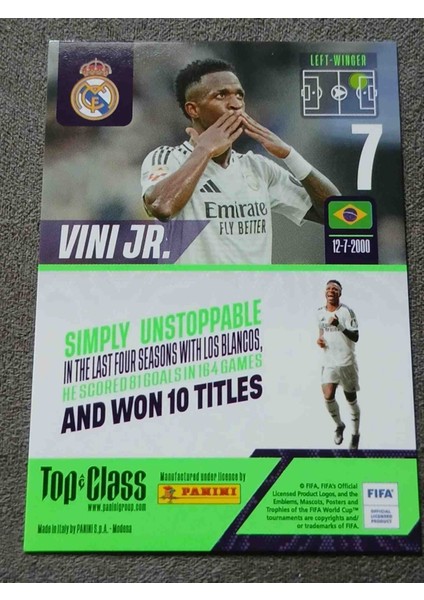 LEFT-WINGER
7
Emirates
FLY BETTER
VINI JR.
12-7-2000
SIMPLY UNSTOPPABLE
IN THE LAST FOUR SEASONS WITH LOS BLANCOS,
HE SCORED 81 GOALS IN 164 GAMES
AND WON 10 TITLES
Top Class
www.paninigroup.com
Manufactured under licence by
PANINI
Made in Italy by PANINI S.p.A. - Modena
© FIFA, FIFA's Official
Licensed Product Logos, and the
Emblems, Mascots, Posters and
Trophies of the FIFA World Cup™
tournaments are copyrights and/
or trademarks of FIFA.
FIFA
OFFICIAL
LICENSED
PRODUCT